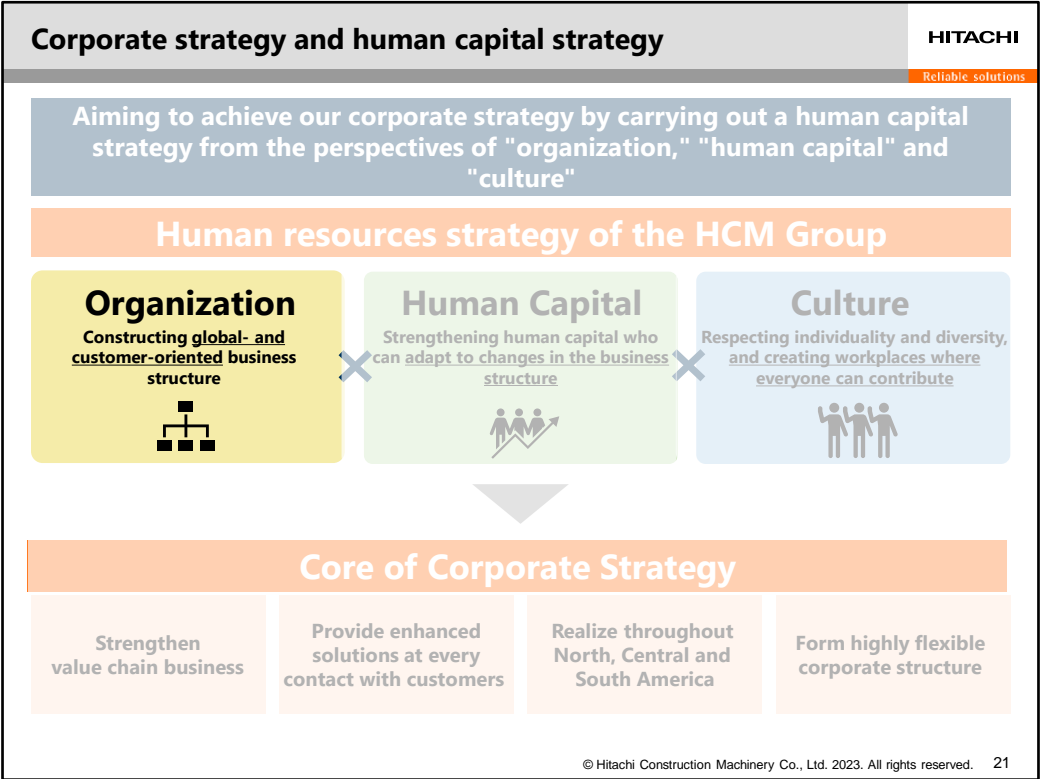 Corporate strategy and human capital strategy
HITACHI
Reliable solutions
Aiming to achieve our corporate strategy by carrying out a human capital
strategy from the perspectives of "organization," "human capital" and
"culture"
Human resources strategy of the HCM Group
Organization
Constructing global- and
customer-oriented business
structure
Human Capital
Strengthening human capital who
can adapt to changes in the business
structure
Culture
Respecting individuality and diversity,
and creating workplaces where
everyone can contribute
Core of Corporate Strategy
Strengthen
value chain business
Provide enhanced
solutions at every
contact with customers
Realize throughout
North, Central and
South America
Form highly flexible
corporate structure
© Hitachi Construction Machinery Co., Ltd. 2023. All rights reserved. 21